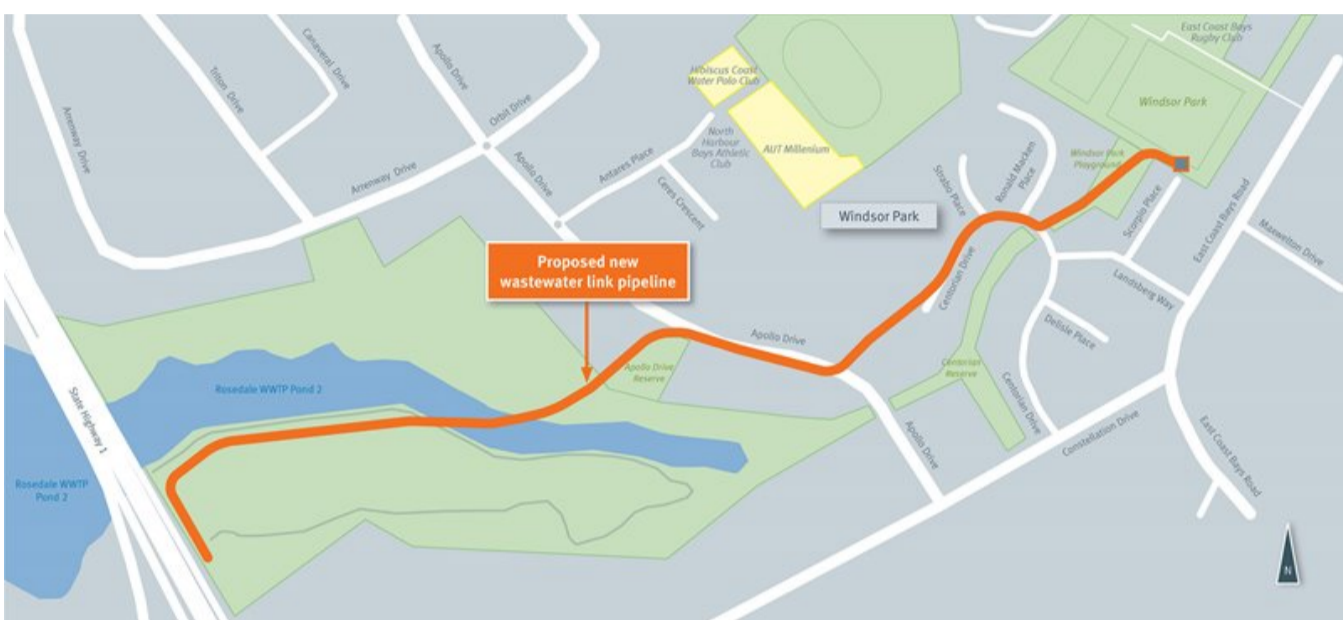 Canaveral Drive
Apollo Drive
East Coast Bays
Rugby Club
Triton Drive
Hibiscus Coast
Water Polo Club
Orbit Drive
Windsor Park
Arrenway Drive
North
Harbour
Bays Athletic
Club
AUT Millenium
Windsor Park
Playground
Apollo Drive
Antares Place
Arrenway Drive
Ceres Crescent
Strabo Place
Ronald Macken
Place
Scorpio Place
East Coast Bays Road
Maxwelton Drive
Windsor Park
Proposed new
wastewater link pipeline
Centorian Drive
Landsberg Way
Apollo Drive
Delisle Place
Apollo Drive
Reserve
Centorian
Reserve
Rosedale WWTP Pond 2
State Highway 1
Centorian Drive
Apollo Drive
Constellation Drive
East Coast Bays Road
Rosedale WWTP
Pond 2
N